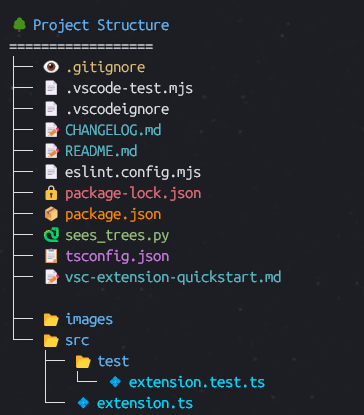 Project Structure
==================
.gitignore
.vscode-test.mjs
.vscodeignore
CHANGELOG.md
README.md
eslint.config.mjs
package-lock.json
package.json
sees_trees.py
tsconfig.json
vsc-extension-quickstart.md
images
src
test
extension.test.ts
extension.ts